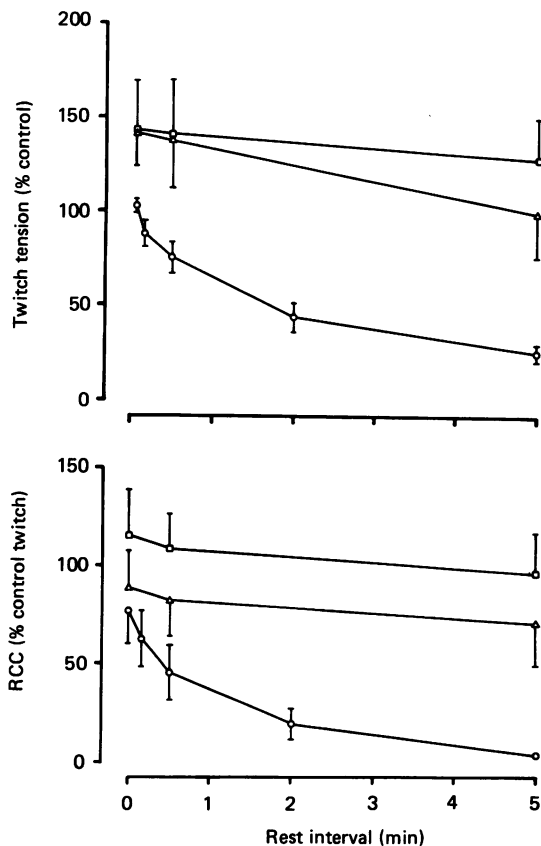 Twitch tension (% control)
200
150
100
50
0
RCC (% control twitch)
150
100
50
0
0 1 2 3 4 5
Rest interval (min)